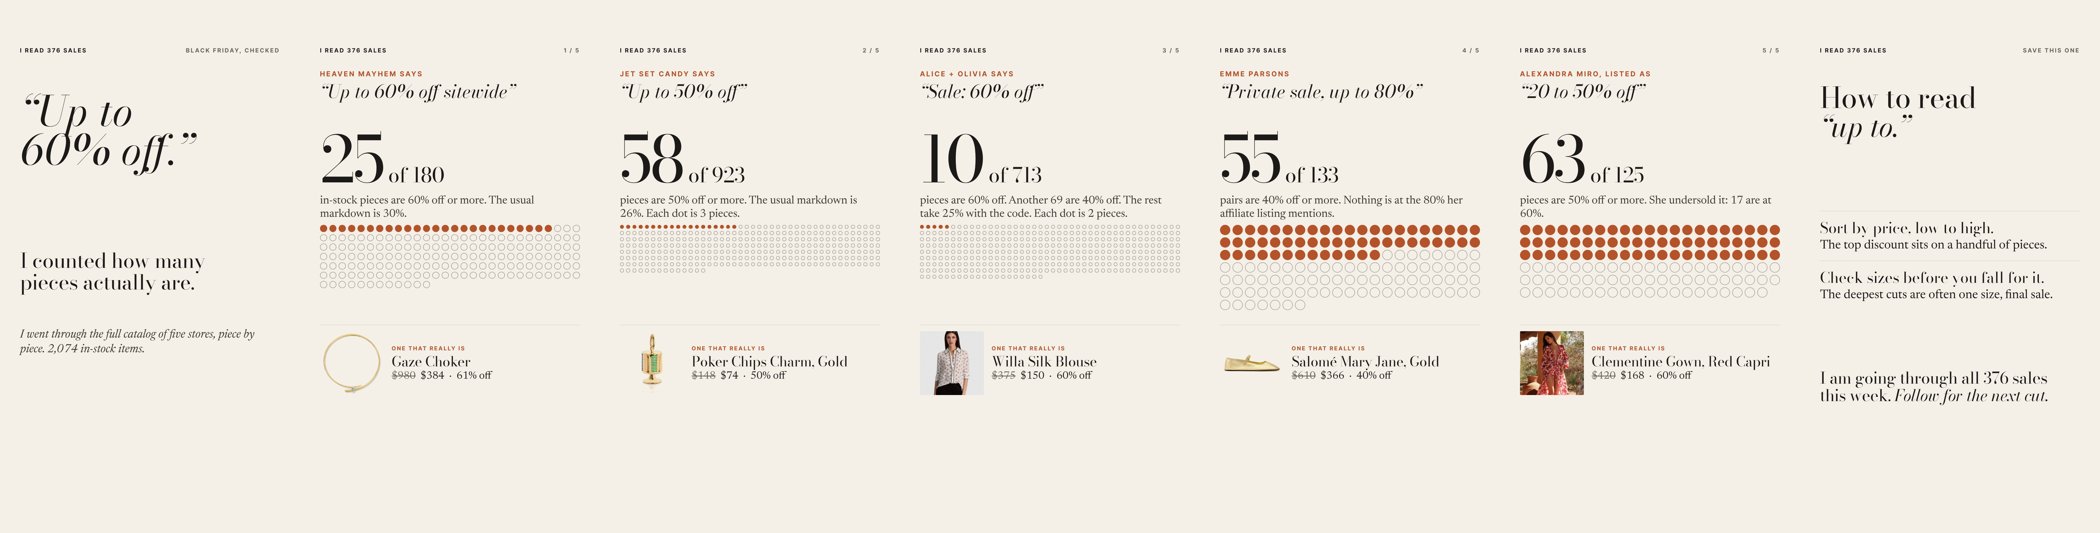 I READ 376 SALES
BLACK FRIDAY, CHECKED
“Up to
60% off.”
I counted how many
pieces actually are.
I went through the full catalog of five stores, piece by
piece. 2,074 in-stock items.
I READ 376 SALES
1 / 5
HEAVEN MAYHEM SAYS
“Up to 60% off sitewide”
25 of 180
in-stock pieces are 60% off or more. The usual
markdown is 30%.
ONE THAT REALLY IS
Gaze Choker
$980 $384 · 61% off
I READ 376 SALES
2 / 5
JET SET CANDY SAYS
“Up to 50% off”
58 of 923
pieces are 50% off or more. The usual markdown is
26%. Each dot is 3 pieces.
ONE THAT REALLY IS
Poker Chips Charm, Gold
$148 $74 · 50% off
I READ 376 SALES
3 / 5
ALICE + OLIVIA SAYS
“Sale: 60% off”
10 of 713
pieces are 60% off. Another 69 are 40% off. The rest
take 25% with the code. Each dot is 2 pieces.
ONE THAT REALLY IS
Willa Silk Blouse
$375 $150 · 60% off
I READ 376 SALES
4 / 5
EMME PARSONS
“Private sale, up to 80%”
55 of 133
pairs are 40% off or more. Nothing is at the 80% her
affiliate listing mentions.
ONE THAT REALLY IS
Salomé Mary Jane, Gold
$610 $366 · 40% off
I READ 376 SALES
5 / 5
ALEXANDRA MIRO, LISTED AS
“20 to 50% off”
63 of 125
pieces are 50% off or more. She undersold it: 17 are at
60%.
ONE THAT REALLY IS
Clementine Gown, Red Capri
$420 $168 · 60% off
I READ 376 SALES
SAVE THIS ONE
How to read
“up to.”
Sort by price, low to high.
The top discount sits on a handful of pieces.
Check sizes before you fall for it.
The deepest cuts are often one size, final sale.
I am going through all 376 sales
this week. Follow for the next cut.